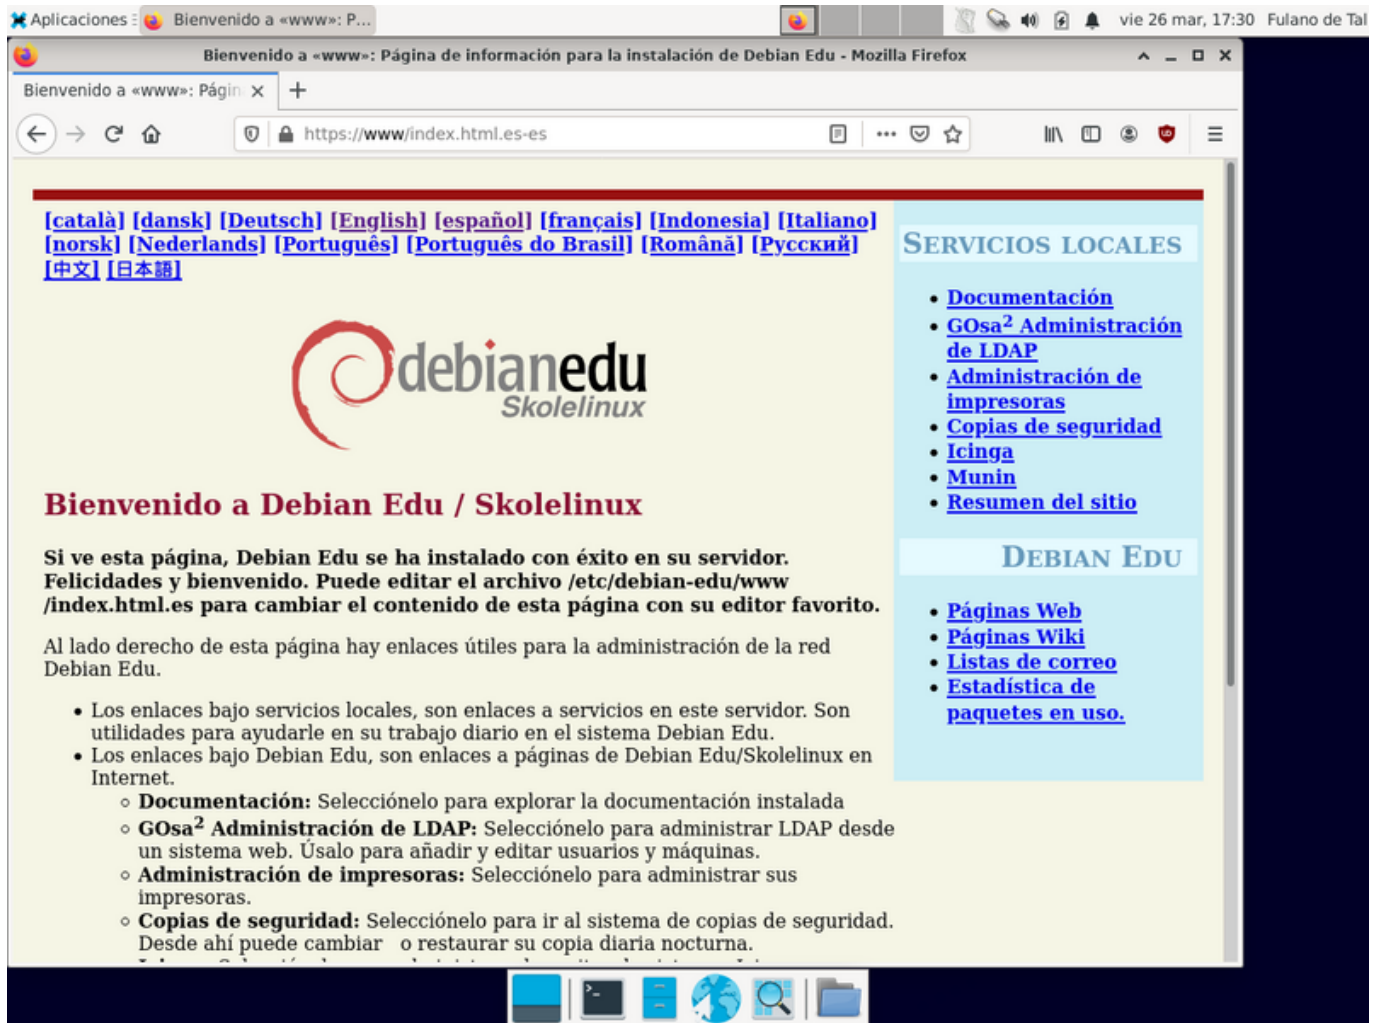 Aplicaciones
Bienvenido a «www»: P...
vie 26 mar, 17:30
Fulano de Tal
Bienvenido a «www»: Página de información para la instalación de Debian Edu - Mozilla Firefox
Bienvenido a «www»: Págin
https://www/index.html.es-es
[català] [dansk] [Deutsch] [English] [español] [français] [Indonesia] [Italiano]
[norsk] [Nederlands] [Português] [Português do Brasil] [Română] [Русский]
[中文] [日本語]
debianedu
Skolelinux
Bienvenido a Debian Edu / Skolelinux
Si ve esta página, Debian Edu se ha instalado con éxito en su servidor.
Felicidades y bienvenido. Puede editar el archivo /etc/debian-edu/www
/index.html.es para cambiar el contenido de esta página con su editor favorito.
Al lado derecho de esta página hay enlaces útiles para la administración de la red
Debian Edu.
• Los enlaces bajo servicios locales, son enlaces a servicios en este servidor. Son
utilidades para ayudarle en su trabajo diario en el sistema Debian Edu.
• Los enlaces bajo Debian Edu, son enlaces a páginas de Debian Edu/Skolelinux en
Internet.
◦ Documentación: Selecciónelo para explorar la documentación instalada
◦ GOsa² Administración de LDAP: Selecciónelo para administrar LDAP desde
un sistema web. Úsalo para añadir y editar usuarios y máquinas.
◦ Administración de impresoras: Selecciónelo para administrar sus
impresoras.
◦ Copias de seguridad: Selecciónelo para ir al sistema de copias de seguridad.
Desde ahí puede cambiar o restaurar su copia diaria nocturna.
SERVICIOS LOCALES
• Documentación
• GOsa² Administración
de LDAP
• Administración de
impresoras
• Copias de seguridad
• Icinga
• Munin
• Resumen del sitio
DEBIAN EDU
• Páginas Web
• Páginas Wiki
• Listas de correo
• Estadística de
paquetes en uso.